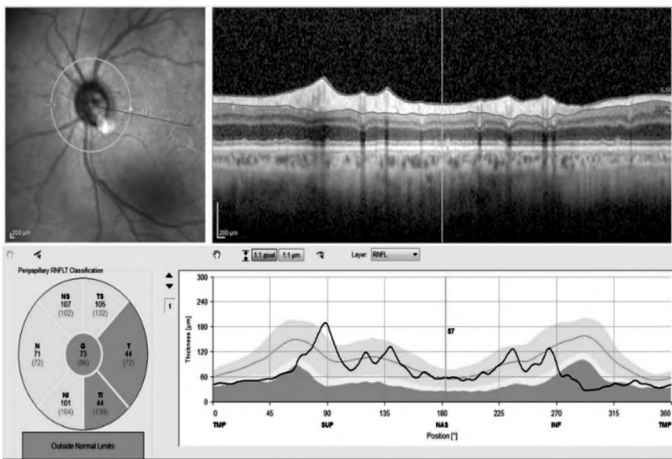 200 µm
200 µm
1:1 pixel
1:1 µm
Layer:
RNFL
Peripapillary RNFLT Classification
NS
107
(102)
TS
105
(132)
N
71
(72)
G
73
T
44
(72)
NI
101
(104)
TI
44
(139)
Outside Normal Limits
1
Thickness [µm]
300
240
180
120
60
0
67
0
45
90
135
180
225
270
315
360
TMP
SUP
NAS
INF
TMP
Position [°]